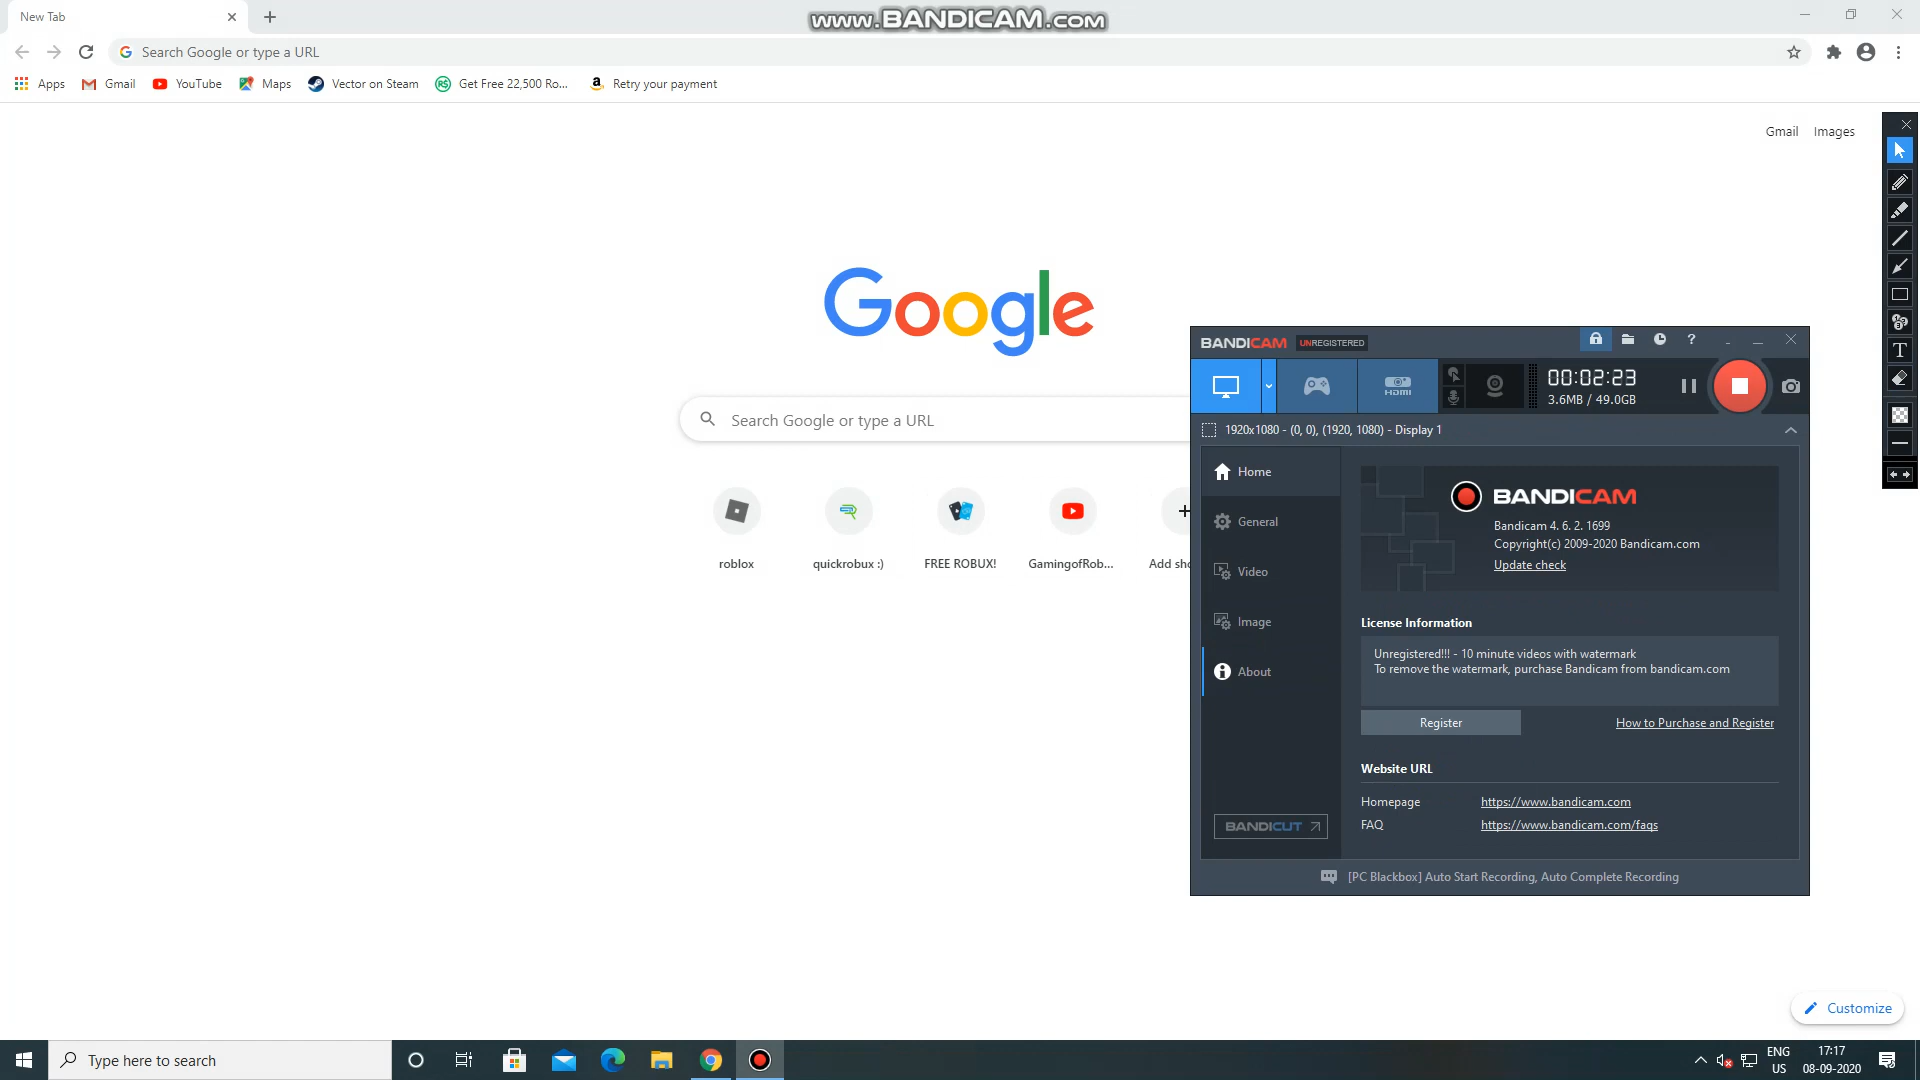 New Tab
www.BANDICAM.com
Search Google or type a URL
Apps
Gmail
YouTube
Maps
Vector on Steam
Get Free 22,500 Ro...
Retry your payment
Gmail
Images
Google
Search Google or type a URL
roblox
quickrobux :)
FREE ROBUX!
GamingofRob...
Add sho
BANDICAM
UNREGISTERED
HDMI
00:02:23
3.6MB / 49.0GB
1920x1080 - (0, 0), (1920, 1080) - Display 1
Home
General
Video
Image
About
BANDICUT
BANDICAM
Bandicam 4. 6. 2. 1699
Copyright(c) 2009-2020 Bandicam.com
Update check
License Information
Unregistered!!! - 10 minute videos with watermark
To remove the watermark, purchase Bandicam from bandicam.com
Register
How to Purchase and Register
Website URL
Homepage
https://www.bandicam.com
FAQ
https://www.bandicam.com/faqs
[PC Blackbox] Auto Start Recording, Auto Complete Recording
T
Customize
Type here to search
ENG
US
17:17
08-09-2020